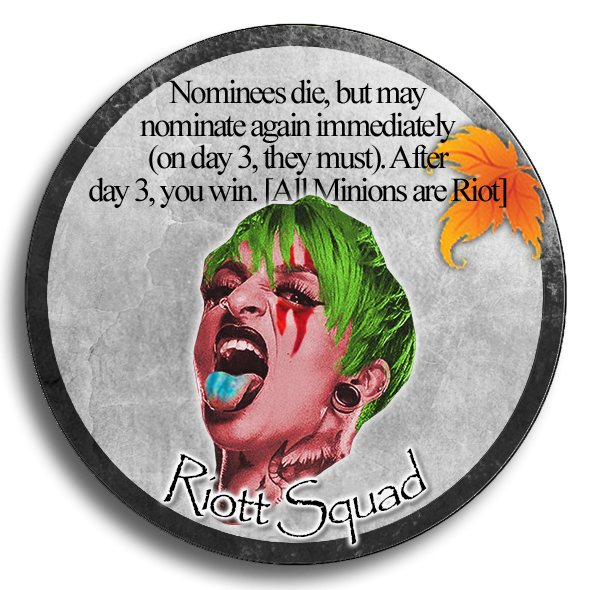 Nominees die, but may
nominate again immediately
(on day 3, they must). After
day 3, you win. [All Minions are Riot]
Riott Squad